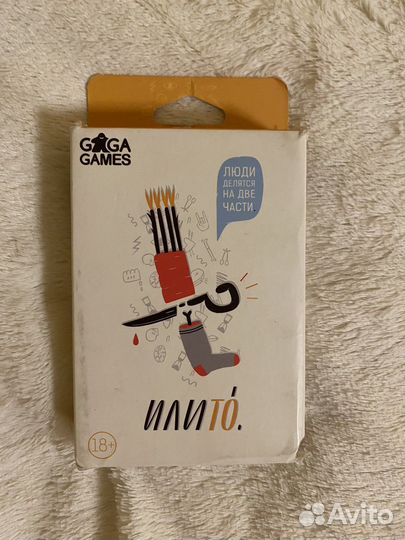 GAGA
GAMES
ЛЮДИ
ДЕЛЯТСЯ
НА ДВЕ
ЧАСТИ.
ИЛИТО́.
18+
Avito